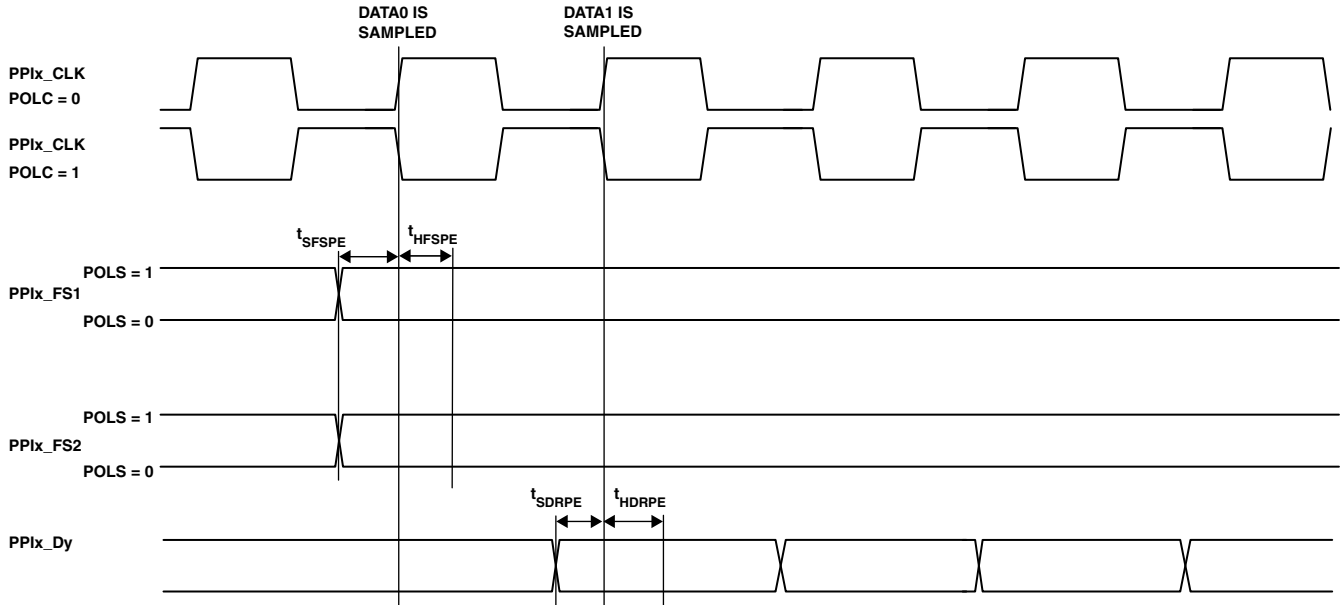 DATA0 IS
SAMPLED
DATA1 IS
SAMPLED
PPIx_CLK
POLC = 0
PPIx_CLK
POLC = 1
tSFSPE
tHFSPE
POLS = 1
PPIx_FS1
POLS = 0
POLS = 1
PPIx_FS2
POLS = 0
tSDRPE
tHDRPE
PPIx_Dy